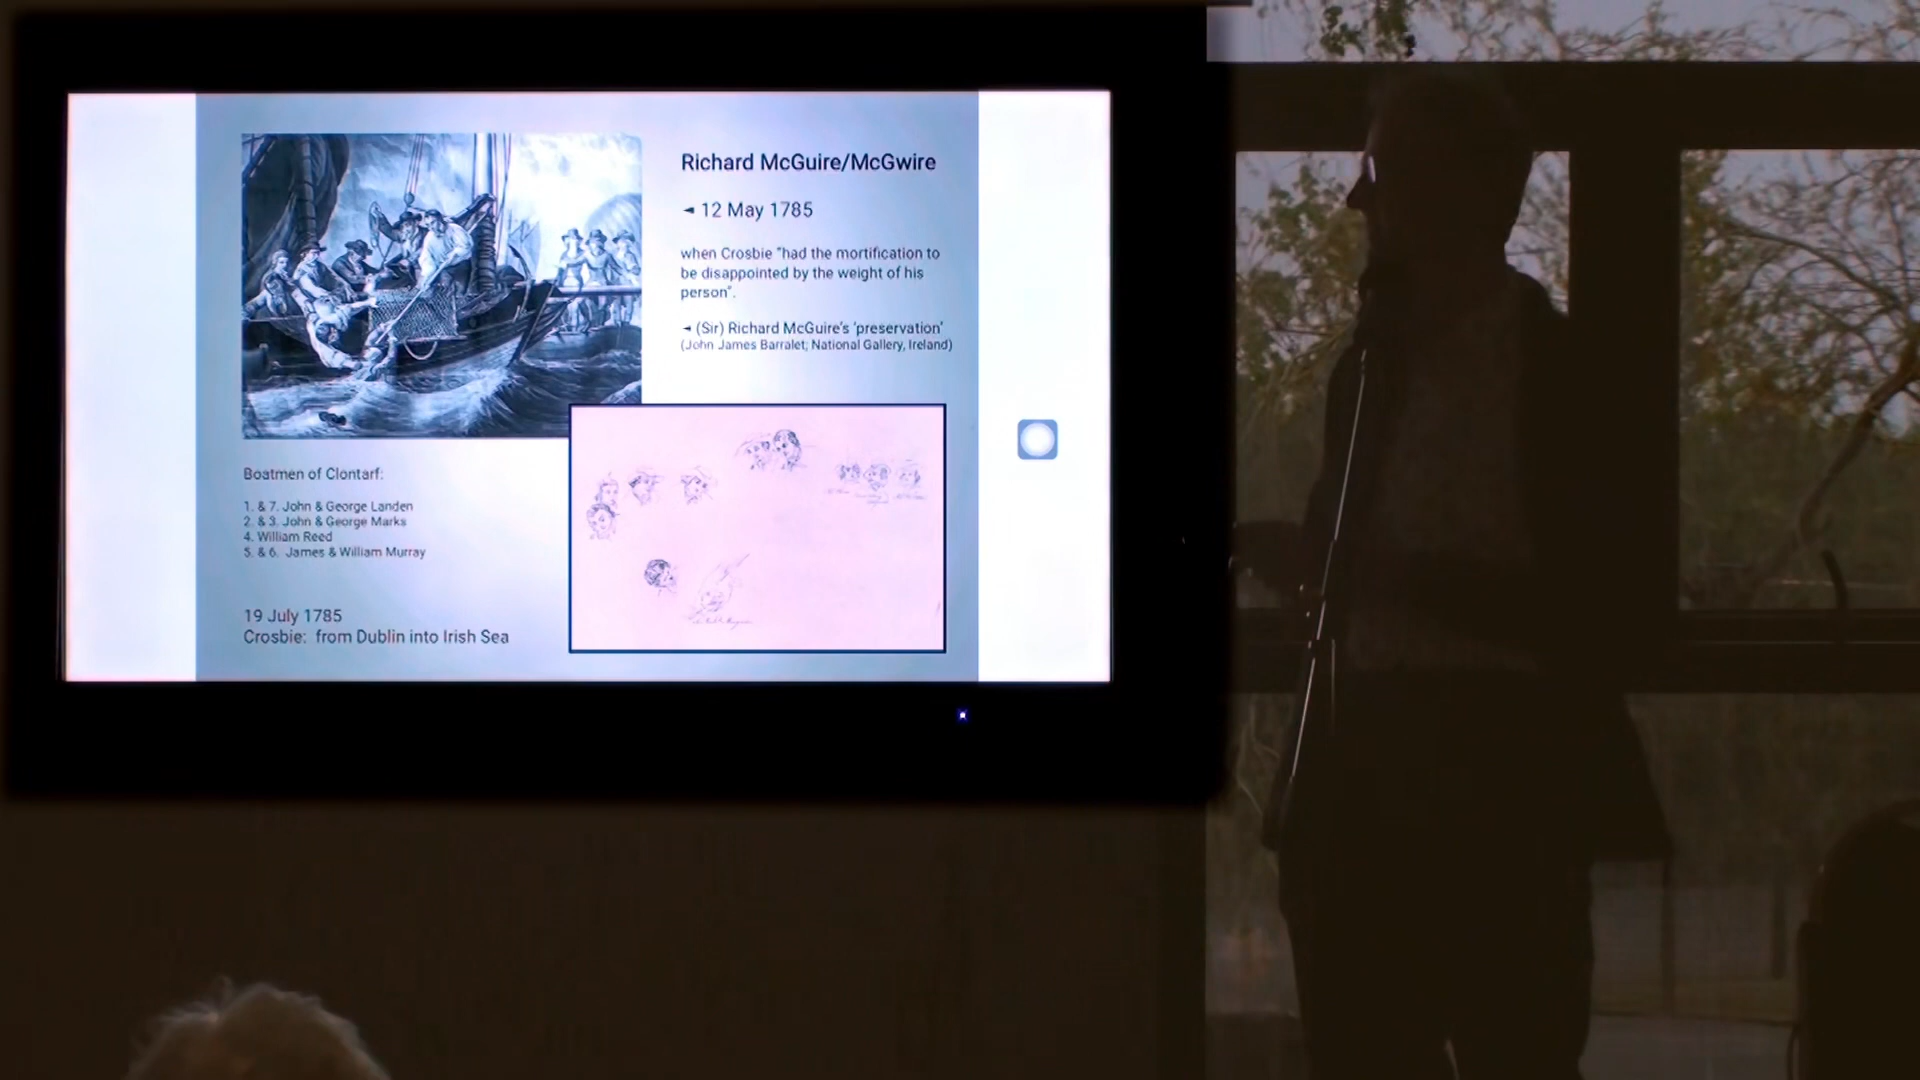 Richard McGuire/McGwire
◄ 12 May 1785
when Crosbie "had the mortification to
be disappointed by the weight of his
person".
◄ (Sir) Richard McGuire's 'preservation'
(John James Barralet; National Gallery, Ireland)
Boatmen of Clontarf:
1. & 7. John & George Landen
2. & 3. John & George Marks
4. William Reed
5. & 6. James & William Murray
19 July 1785
Crosbie: from Dublin into Irish Sea